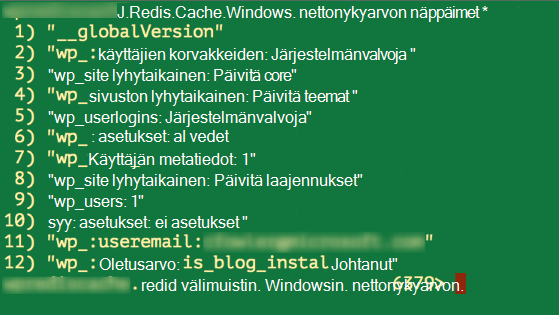 J.Redis.Cache.Windows. nettonykyarvon näppäimet *
1) "__globalVersion"
2) "wp_:käyttäjien korvakkeiden: Järjestelmänvalvoja "
3) "wp_site lyhytaikainen: Päivitä core"
4) "wp_sivuston lyhytaikainen: Päivitä teemat "
5) "wp_userlogins: Järjestelmänvalvoja"
6) "wp_: asetukset: al vedet
7) "wp_Käyttäjän metatiedot: 1"
8) "wp_site lyhytaikainen: Päivitä laajennukset"
9) "wp_users: 1"
10) syy: asetukset: ei asetukset "
11) "wp_:useremail: "
12) "wp_:Oletusarvo: is_blog_instal Johtanut"
. redid välimuistin. Windowsin. nettonykyarvon. 6379>